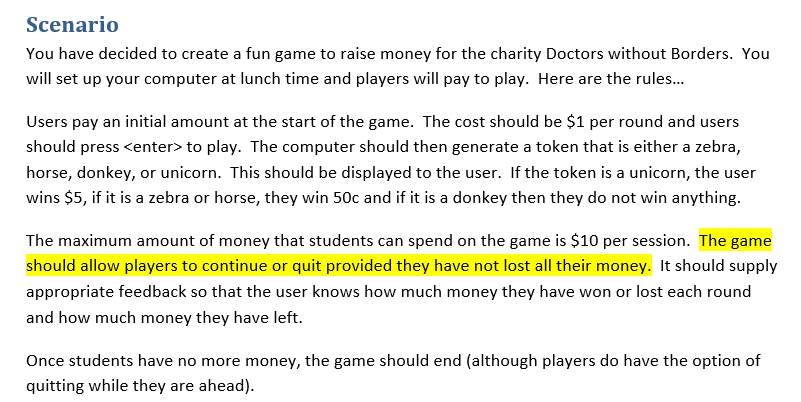 Scenario
You have decided to create a fun game to raise money for the charity Doctors without Borders.  You
will set up your computer at lunch time and players will pay to play.  Here are the rules…
Users pay an initial amount at the start of the game.  The cost should be $1 per round and users
should press <enter> to play.  The computer should then generate a token that is either a zebra,
horse, donkey, or unicorn.  This should be displayed to the user.  If the token is a unicorn, the user
wins $5, if it is a zebra or horse, they win 50c and if it is a donkey then they do not win anything.
The maximum amount of money that students can spend on the game is $10 per session.  The game
should allow players to continue or quit provided they have not lost all their money.  It should supply
appropriate feedback so that the user knows how much money they have won or lost each round
and how much money they have left.
Once students have no more money, the game should end (although players do have the option of
quitting while they are ahead).